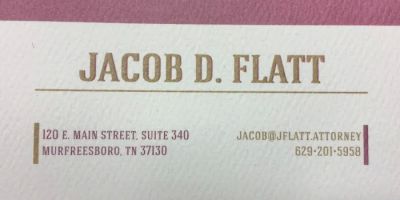 JACOB D. FLATT
120 E. MAIN STREET, SUITE 340
MURFREESBORO, TN 37130
JACOB@JFLATT.ATTORNEY
629·201·5958